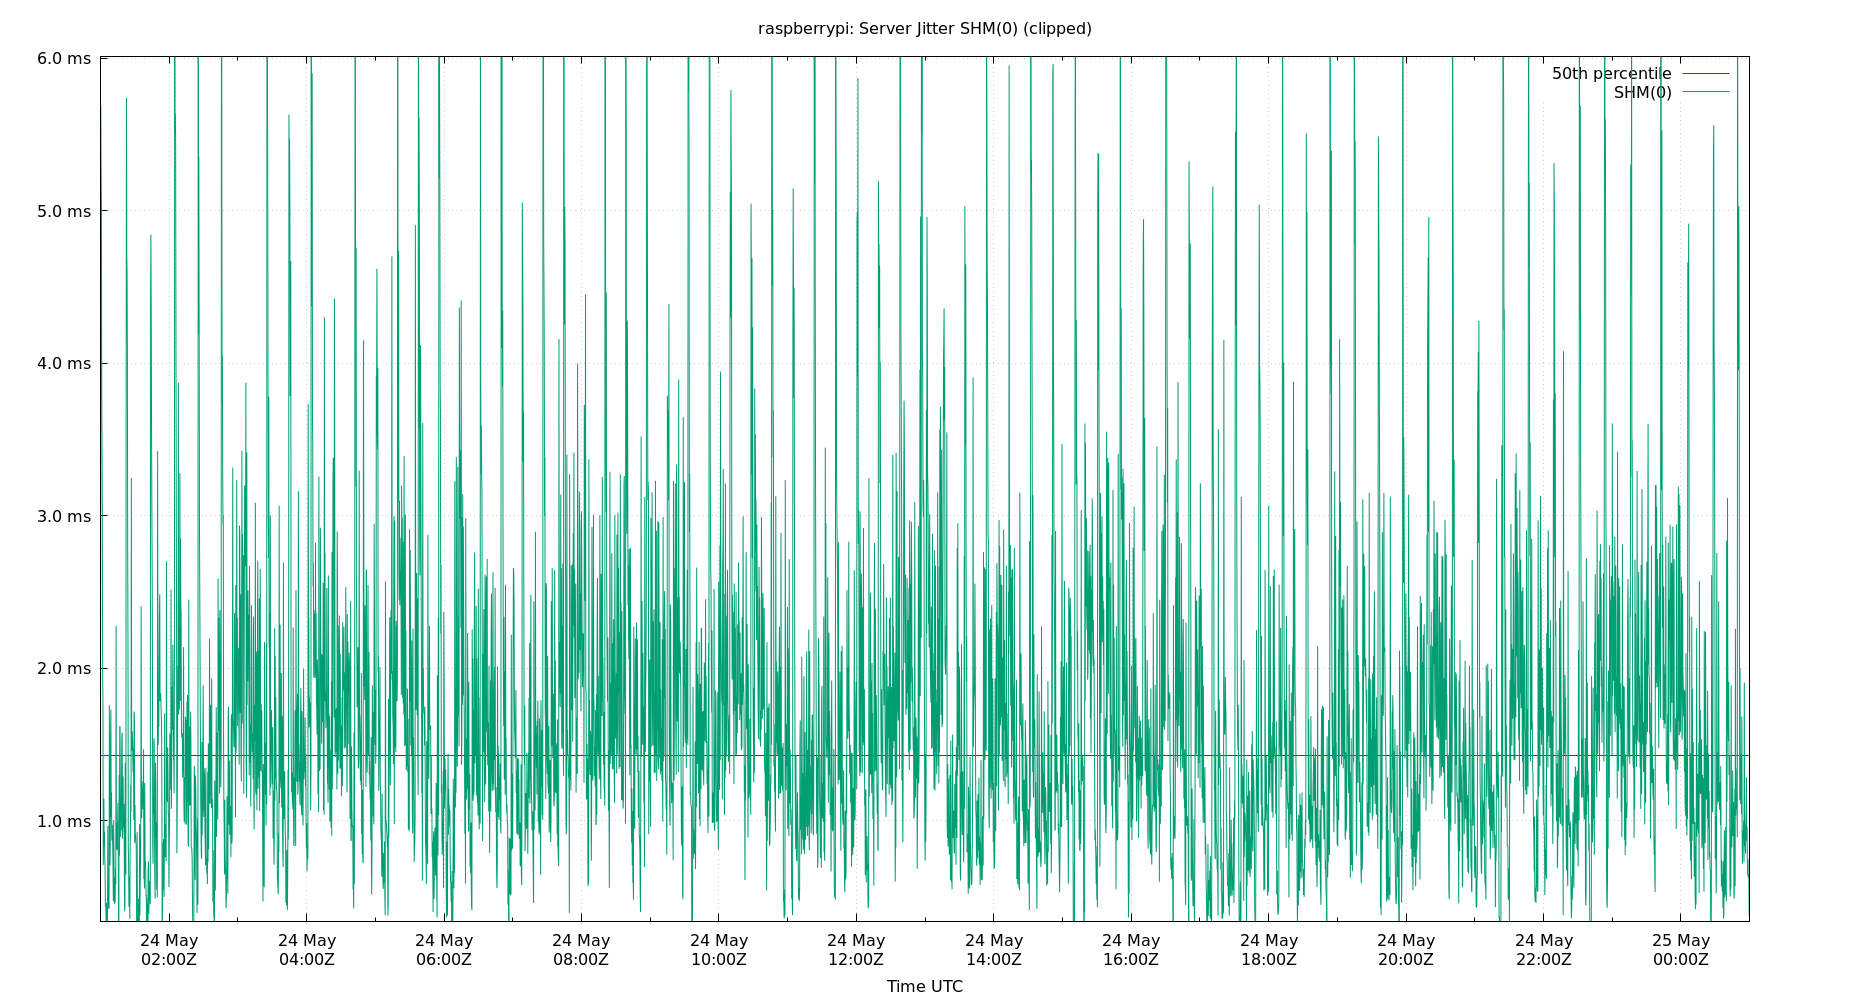 raspberrypi: Server Jitter SHM(0) (clipped)
6.0 ms
5.0 ms
4.0 ms
3.0 ms
2.0 ms
1.0 ms
50th percentile
SHM(0)
24 May 24 May 24 May 24 May 24 May 24 May 24 May 24 May 24 May 24 May 24 May 25 May
02:00Z 04:00Z 06:00Z 08:00Z 10:00Z 12:00Z 14:00Z 16:00Z 18:00Z 20:00Z 22:00Z 00:00Z
Time UTC